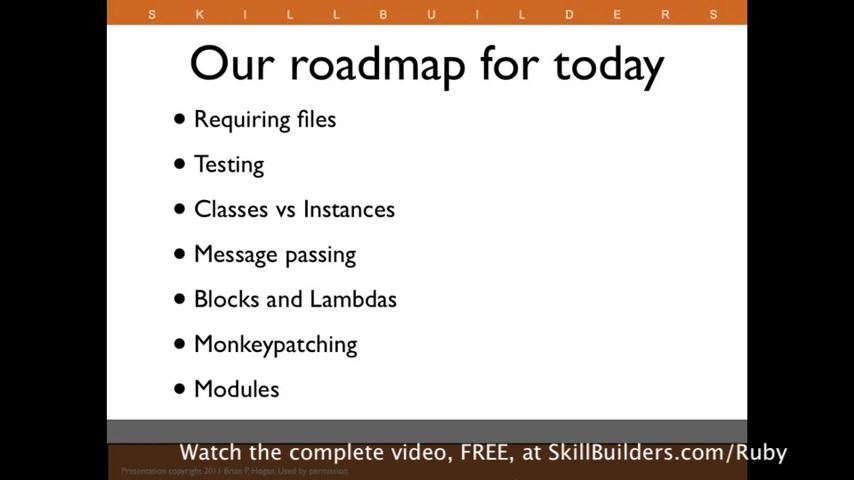 SKILLBUILDERS
Our roadmap for today
• Requiring files
• Testing
• Classes vs Instances
• Message passing
• Blocks and Lambdas
• Monkeypatching
• Modules
Watch the complete video, FREE, at SkillBuilders.com/Ruby
Presentation copyright 2011 Brian P. Hogan. Used by permission.